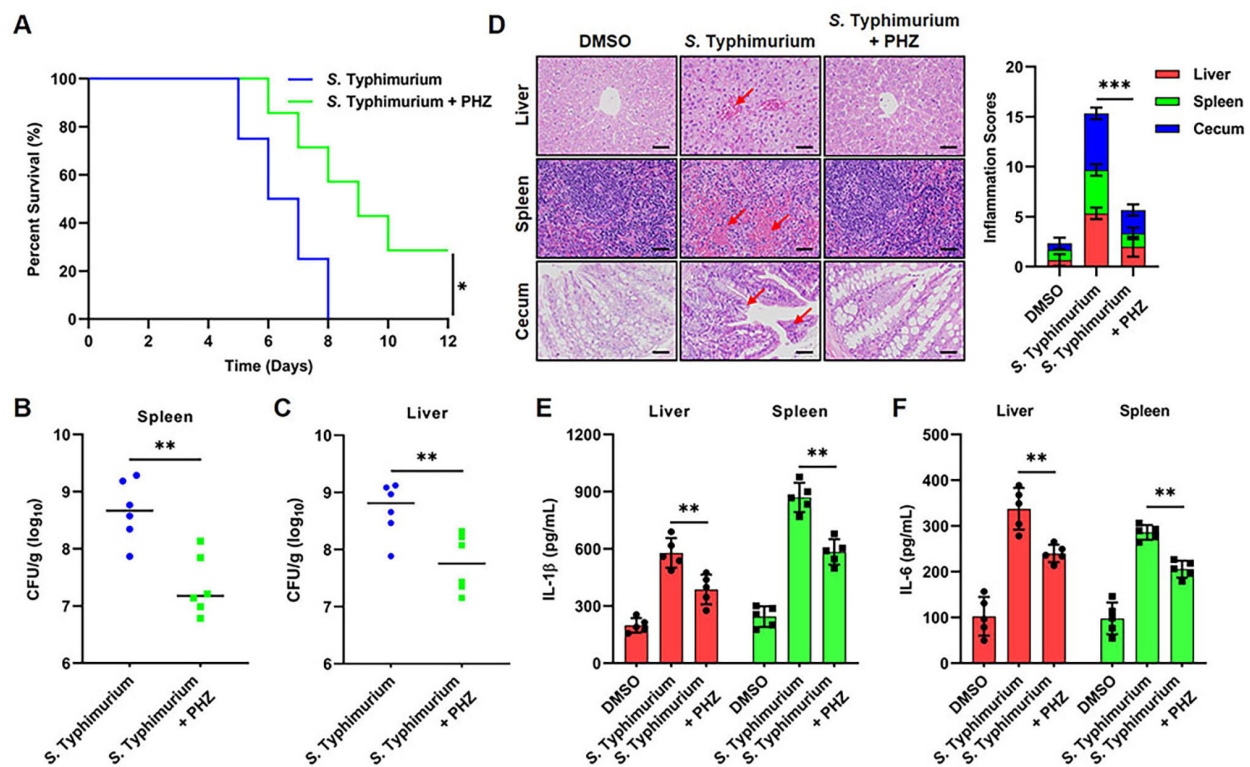 A
S. Typhimurium
S. Typhimurium + PHZ
Percent Survival (%)
100
80
60
40
20
0
0 2 4 6 8 10 12
Time (Days)
*
D
DMSO
S. Typhimurium
S. Typhimurium
+ PHZ
Liver
Spleen
Cecum
Inflammation Scores
20
15
10
5
0
***
Liver
Spleen
Cecum
DMSO
S. Typhimurium
S. Typhimurium
+ PHZ
B
Spleen
**
CFU/g (log10)
10
9
8
7
6
S. Typhimurium
S. Typhimurium
+ PHZ
C
Liver
**
CFU/g (log10)
10
9
8
7
6
S. Typhimurium
S. Typhimurium
+ PHZ
E
Liver
Spleen
IL-1β (pg/mL)
1200
900
600
300
0
**
**
DMSO
S. Typhimurium
S. Typhimurium
+ PHZ
DMSO
S. Typhimurium
S. Typhimurium
+ PHZ
F
Liver
Spleen
IL-6 (pg/mL)
500
400
300
200
100
0
**
**
DMSO
S. Typhimurium
S. Typhimurium
+ PHZ
DMSO
S. Typhimurium
S. Typhimurium
+ PHZ